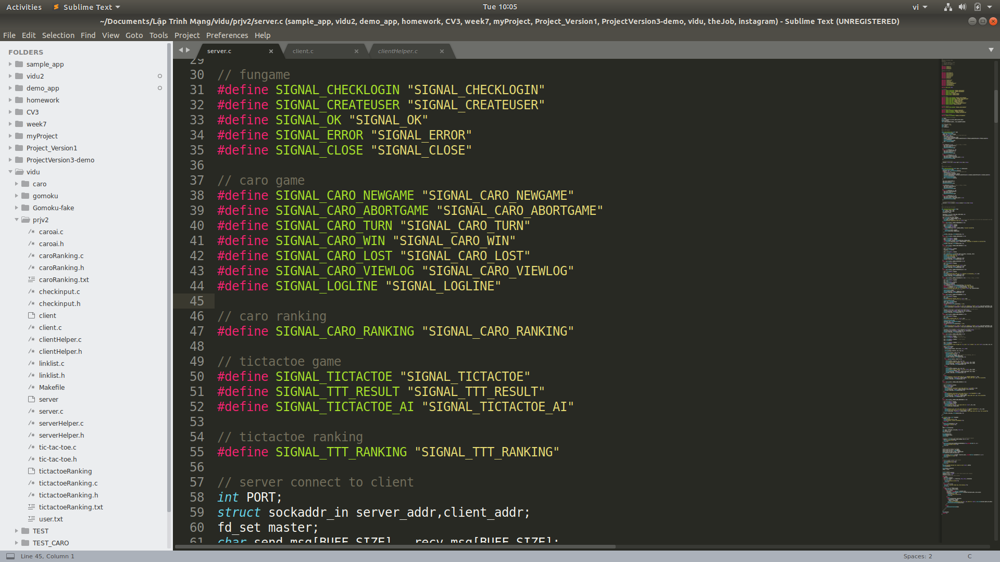 Activities Sublime Text Tue 10:05 vi
~/Documents/Lập Trình Mạng/vidu/prjv2/server.c (sample_app, vidu2, demo_app, homework, CV3, week7, myProject, Project_Version1, ProjectVersion3-demo, vidu, theJob, instagram) - Sublime Text (UNREGISTERED)
File Edit Selection Find View Goto Tools Project Preferences Help
FOLDERS
sample_app
vidu2
demo_app
homework
CV3
week7
myProject
Project_Version1
ProjectVersion3-demo
vidu
caro
gomoku
Gomoku-fake
prjv2
/* caroai.c
/* caroai.h
/* caroRanking.c
/* caroRanking.h
caroRanking.txt
/* checkinput.c
/* checkinput.h
client
/* client.c
/* clientHelper.c
/* clientHelper.h
/* linklist.c
/* linklist.h
/* Makefile
server
/* server.c
/* serverHelper.c
/* serverHelper.h
/* tic-tac-toe.c
/* tic-tac-toe.h
tictactoeRanking
/* tictactoeRanking.c
/* tictactoeRanking.h
tictactoeRanking.txt
user.txt
TEST
TEST_CARO
server.c client.c clientHelper.c
29
30 // fungame
31 #define SIGNAL_CHECKLOGIN "SIGNAL_CHECKLOGIN"
32 #define SIGNAL_CREATEUSER "SIGNAL_CREATEUSER"
33 #define SIGNAL_OK "SIGNAL_OK"
34 #define SIGNAL_ERROR "SIGNAL_ERROR"
35 #define SIGNAL_CLOSE "SIGNAL_CLOSE"
36
37 // caro game
38 #define SIGNAL_CARO_NEWGAME "SIGNAL_CARO_NEWGAME"
39 #define SIGNAL_CARO_ABORTGAME "SIGNAL_CARO_ABORTGAME"
40 #define SIGNAL_CARO_TURN "SIGNAL_CARO_TURN"
41 #define SIGNAL_CARO_WIN "SIGNAL_CARO_WIN"
42 #define SIGNAL_CARO_LOST "SIGNAL_CARO_LOST"
43 #define SIGNAL_CARO_VIEWLOG "SIGNAL_CARO_VIEWLOG"
44 #define SIGNAL_LOGLINE "SIGNAL_LOGLINE"
45
46 // caro ranking
47 #define SIGNAL_CARO_RANKING "SIGNAL_CARO_RANKING"
48
49 // tictactoe game
50 #define SIGNAL_TICTACTOE "SIGNAL_TICTACTOE"
51 #define SIGNAL_TTT_RESULT "SIGNAL_TTT_RESULT"
52 #define SIGNAL_TICTACTOE_AI "SIGNAL_TICTACTOE_AI"
53
54 // tictactoe ranking
55 #define SIGNAL_TTT_RANKING "SIGNAL_TTT_RANKING"
56
57 // server connect to client
58 int PORT;
59 struct sockaddr_in server_addr,client_addr;
60 fd_set master;
61 char send_msg[BUFF_SIZE], recv_msg[BUFF_SIZE];
Line 45, Column 1 Spaces: 2 C